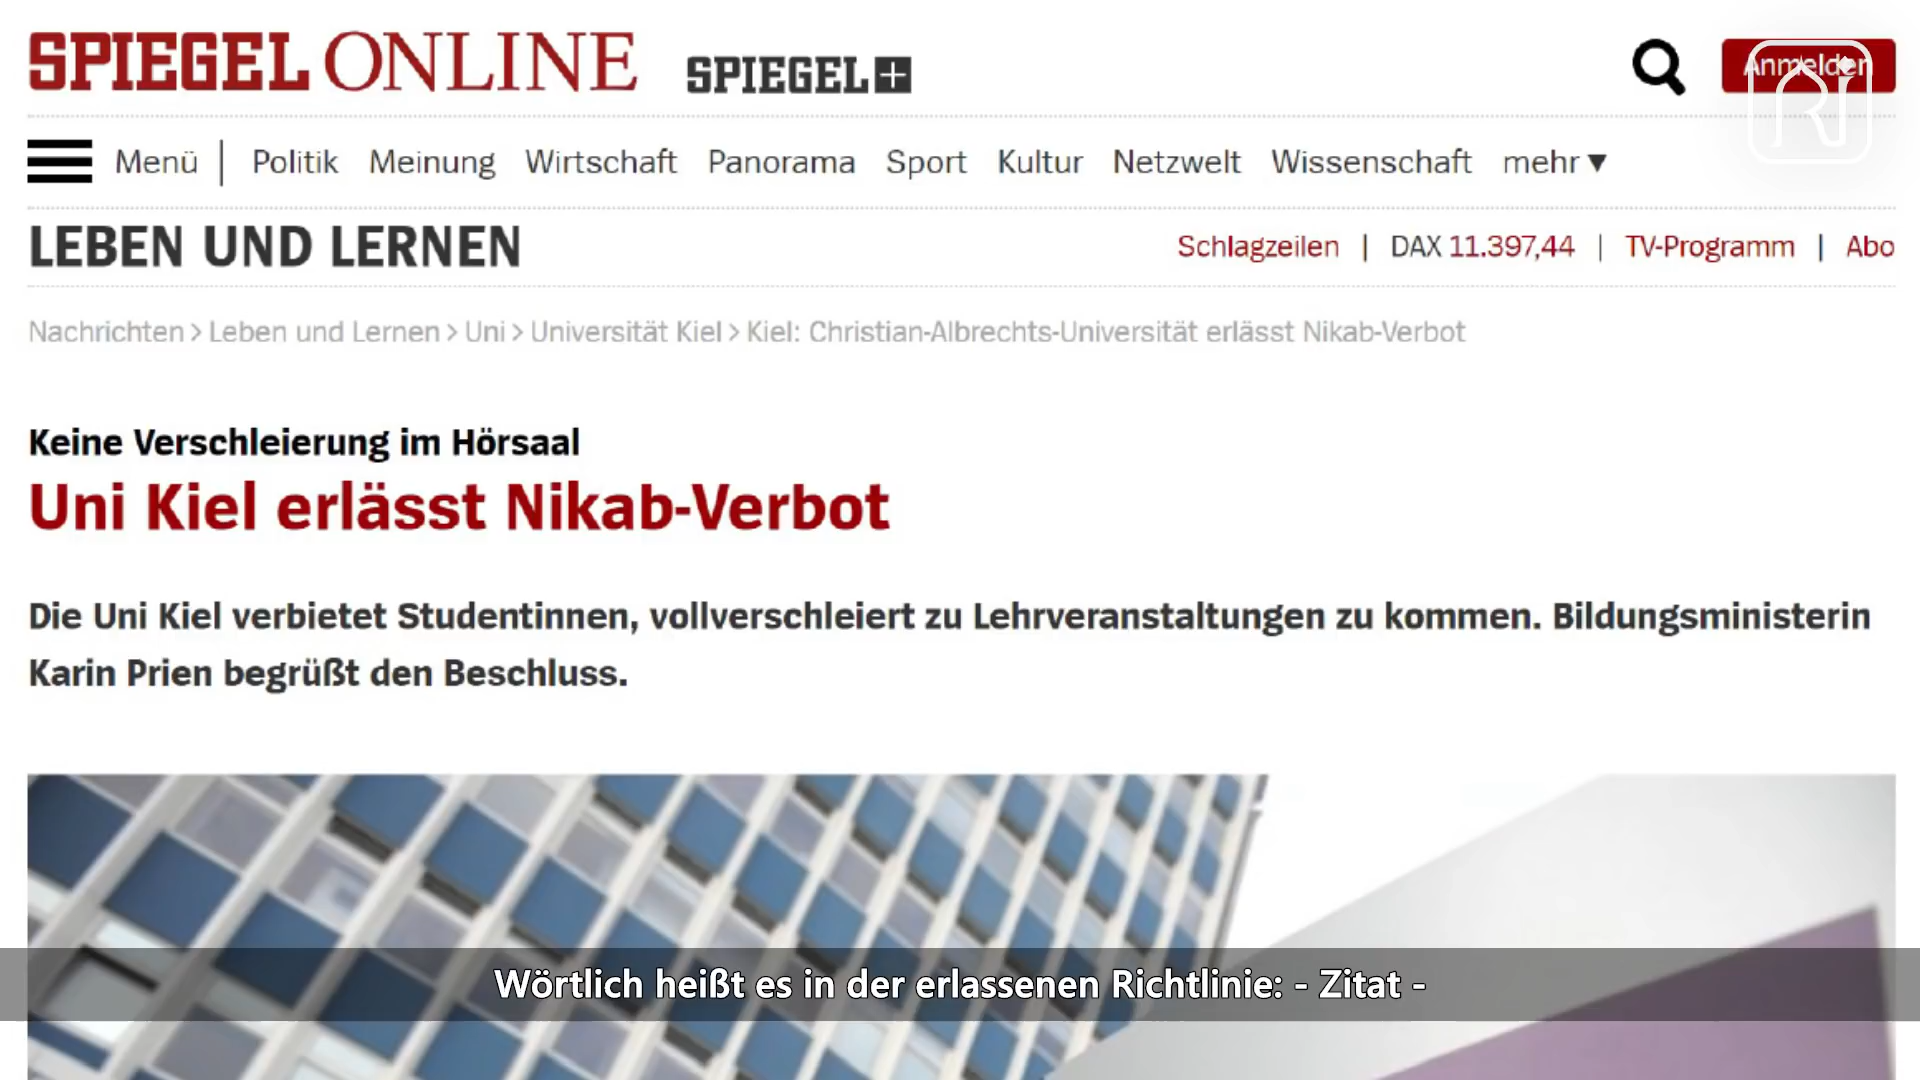 SPIEGEL ONLINE SPIEGEL+ Anmelden
Ri
Menü | Politik Meinung Wirtschaft Panorama Sport Kultur Netzwelt Wissenschaft mehr ▼
LEBEN UND LERNEN Schlagzeilen | DAX 11.397,44 | TV-Programm | Abo
Nachrichten > Leben und Lernen > Uni > Universität Kiel > Kiel: Christian-Albrechts-Universität erlässt Nikab-Verbot
Keine Verschleierung im Hörsaal
Uni Kiel erlässt Nikab-Verbot
Die Uni Kiel verbietet Studentinnen, vollverschleiert zu Lehrveranstaltungen zu kommen. Bildungsministerin
Karin Prien begrüßt den Beschluss.
Wörtlich heißt es in der erlassenen Richtlinie: - Zitat -